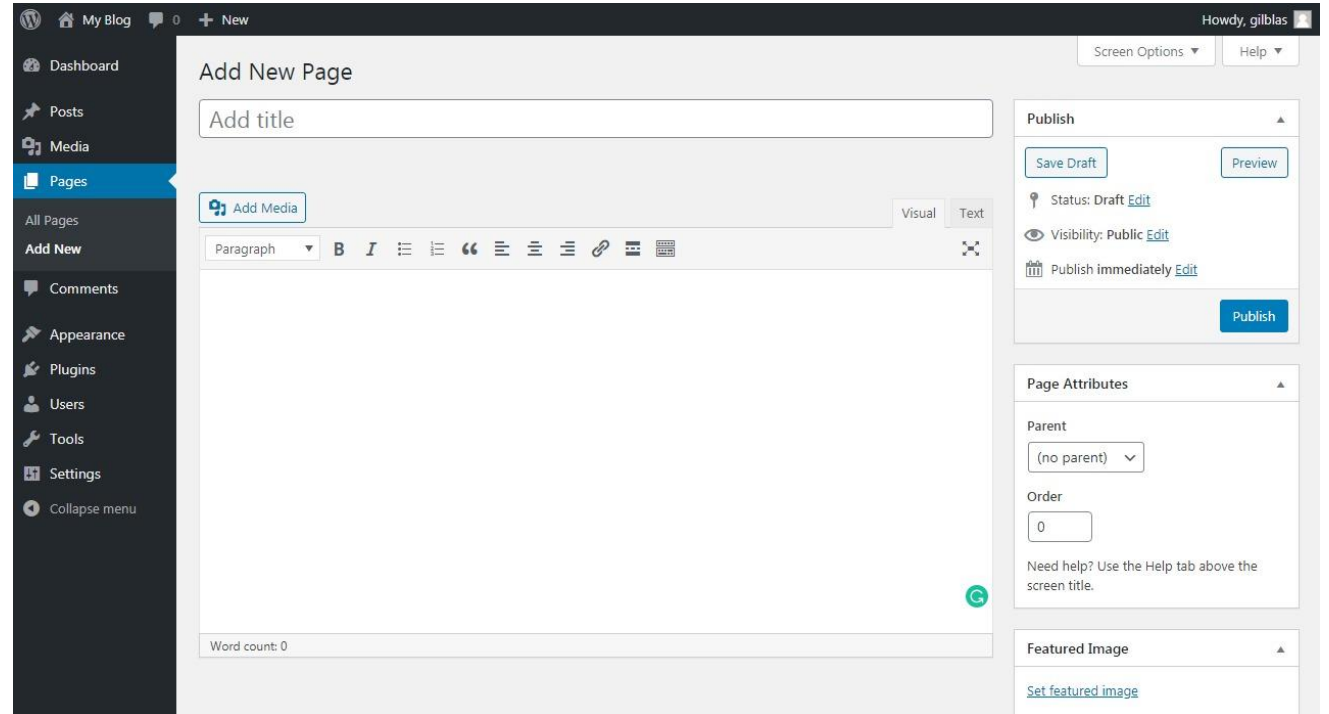 My Blog 0 + New Howdy, gilblas
Screen Options ▼ Help ▼
Dashboard
Posts
Media
Pages
All Pages
Add New
Comments
Appearance
Plugins
Users
Tools
Settings
Collapse menu
Add New Page
Add title
Add Media
Visual Text
Paragraph ▼ B I
Word count: 0
Publish
Save Draft Preview
Status: Draft Edit
Visibility: Public Edit
Publish immediately Edit
Publish
Page Attributes
Parent
(no parent)
Order
0
Need help? Use the Help tab above the
screen title.
Featured Image
Set featured image